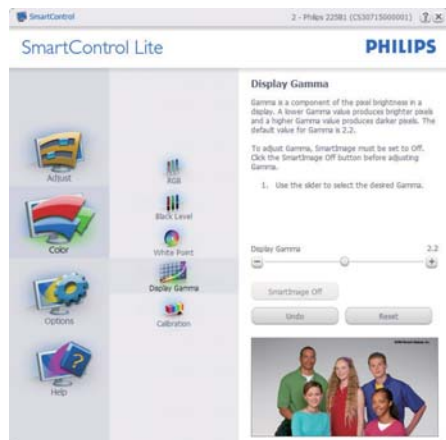 SmartControl
2 - Philips 225B1 (CS30715000001)
SmartControl Lite
PHILIPS
Adjust
Color
Options
Help
RGB
Black Level
White Point
Display Gamma
Calibration
Display Gamma
Gamma is a component of the pixel brightness in a
display. A lower Gamma value produces brighter pixels
and a higher Gamma value produces darker pixels. The
default value for Gamma is 2.2.
To adjust Gamma, SmartImage must be set to Off.
Click the SmartImage Off button before adjusting
Gamma.
1. Use the slider to select the desired Gamma.
Display Gamma 2.2
SmartImage Off
Undo Reset